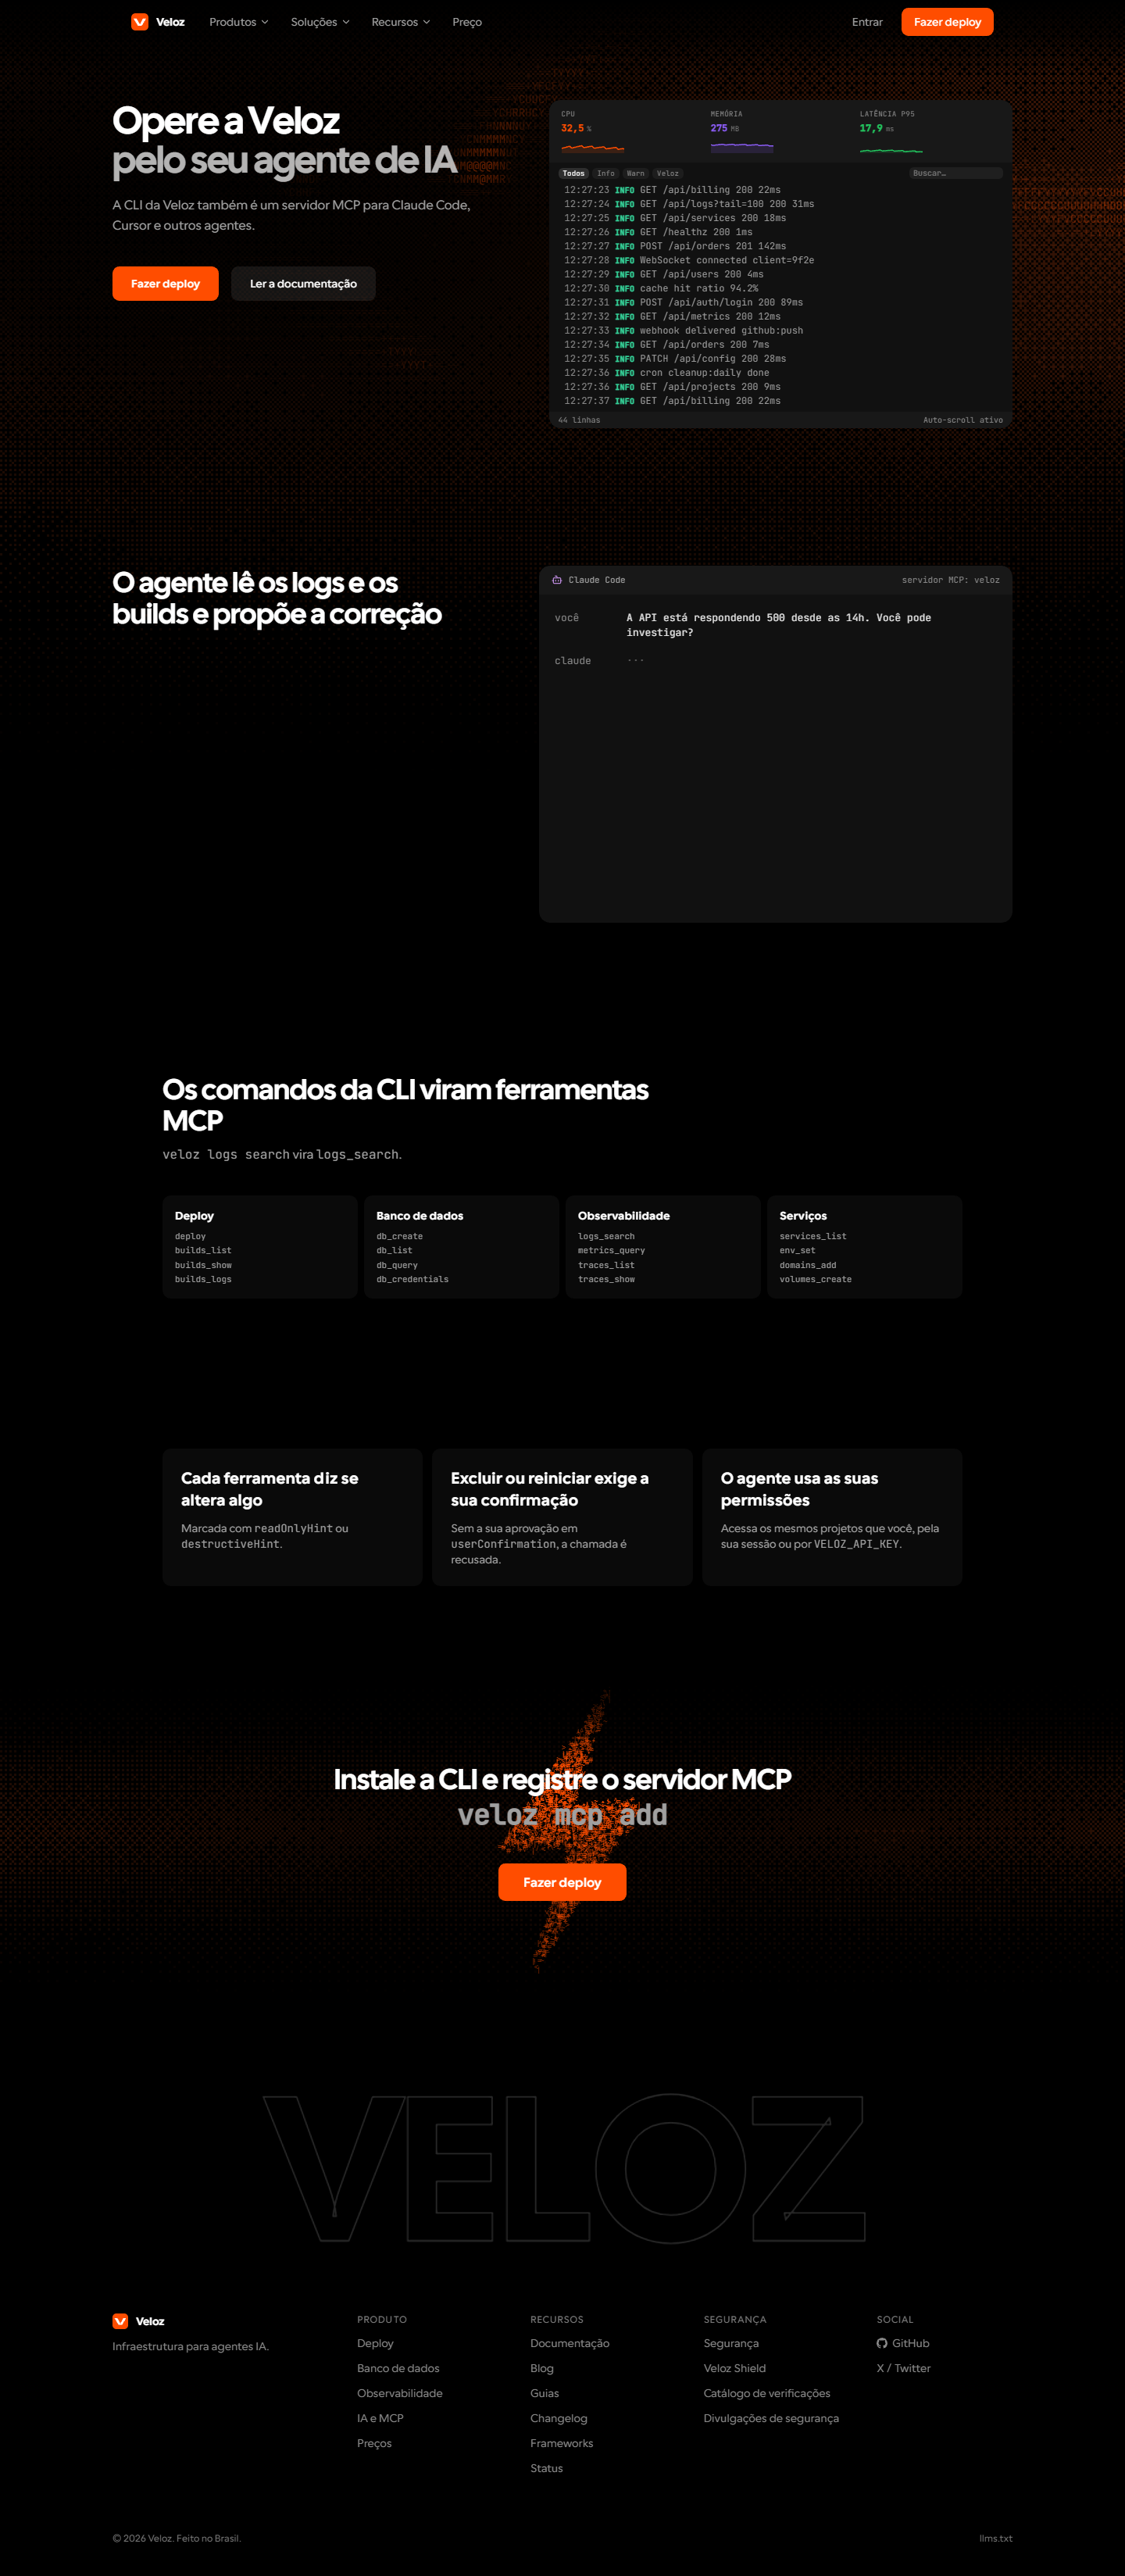 Veloz
Produtos
Soluções
Recursos
Preço
Entrar
Fazer deploy
Opere a Veloz
pelo seu agente de IA
A CLI da Veloz também é um servidor MCP para Claude Code,
Cursor e outros agentes.
Fazer deploy
Ler a documentação
CPU
32,5 %
MEMÓRIA
275 MB
LATÊNCIA P95
17,9 ms
Todos Info Warn Veloz
Buscar…
12:27:23 INFO GET /api/billing 200 22ms
12:27:24 INFO GET /api/logs?tail=100 200 31ms
12:27:25 INFO GET /api/services 200 18ms
12:27:26 INFO GET /healthz 200 1ms
12:27:27 INFO POST /api/orders 201 142ms
12:27:28 INFO WebSocket connected client=9f2e
12:27:29 INFO GET /api/users 200 4ms
12:27:30 INFO cache hit ratio 94.2%
12:27:31 INFO POST /api/auth/login 200 89ms
12:27:32 INFO GET /api/metrics 200 12ms
12:27:33 INFO webhook delivered github:push
12:27:34 INFO GET /api/orders 200 7ms
12:27:35 INFO PATCH /api/config 200 28ms
12:27:36 INFO cron cleanup:daily done
12:27:36 INFO GET /api/projects 200 9ms
12:27:37 INFO GET /api/billing 200 22ms
44 linhas
Auto-scroll ativo
O agente lê os logs e os
builds e propõe a correção
Claude Code
servidor MCP: veloz
você
A API está respondendo 500 desde as 14h. Você pode
investigar?
claude
···
Os comandos da CLI viram ferramentas
MCP
veloz logs search vira logs_search.
Deploy
deploy
builds_list
builds_show
builds_logs
Banco de dados
db_create
db_list
db_query
db_credentials
Observabilidade
logs_search
metrics_query
traces_list
traces_show
Serviços
services_list
env_set
domains_add
volumes_create
Cada ferramenta diz se
altera algo
Marcada com readOnlyHint ou
destructiveHint.
Excluir ou reiniciar exige a
sua confirmação
Sem a sua aprovação em
userConfirmation, a chamada é
recusada.
O agente usa as suas
permissões
Acessa os mesmos projetos que você, pela
sua sessão ou por VELOZ_API_KEY.
Instale a CLI e registre o servidor MCP
veloz mcp add
Fazer deploy
VELOZ
Veloz
Infraestrutura para agentes IA.
PRODUTO
Deploy
Banco de dados
Observabilidade
IA e MCP
Preços
RECURSOS
Documentação
Blog
Guias
Changelog
Frameworks
Status
SEGURANÇA
Segurança
Veloz Shield
Catálogo de verificações
Divulgações de segurança
SOCIAL
GitHub
X / Twitter
© 2026 Veloz. Feito no Brasil.
llms.txt